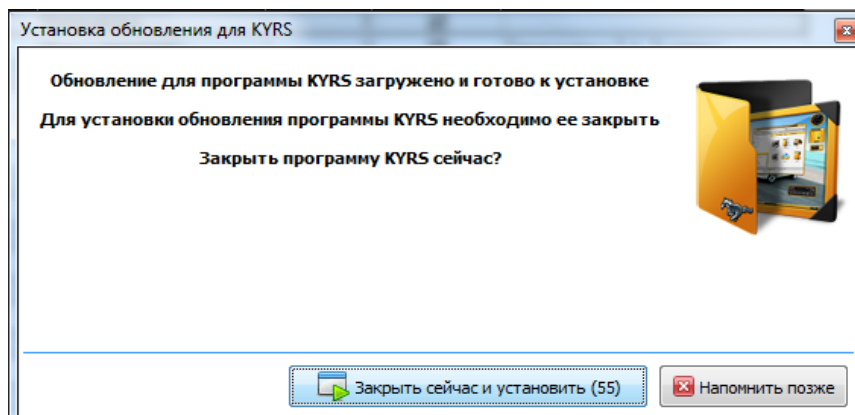 Установка обновления для KYRS
Обновление для программы KYRS загружено и готово к установке
Для установки обновления программы KYRS необходимо ее закрыть
Закрыть программу KYRS сейчас?
Закрыть сейчас и установить (55)
Напомнить позже